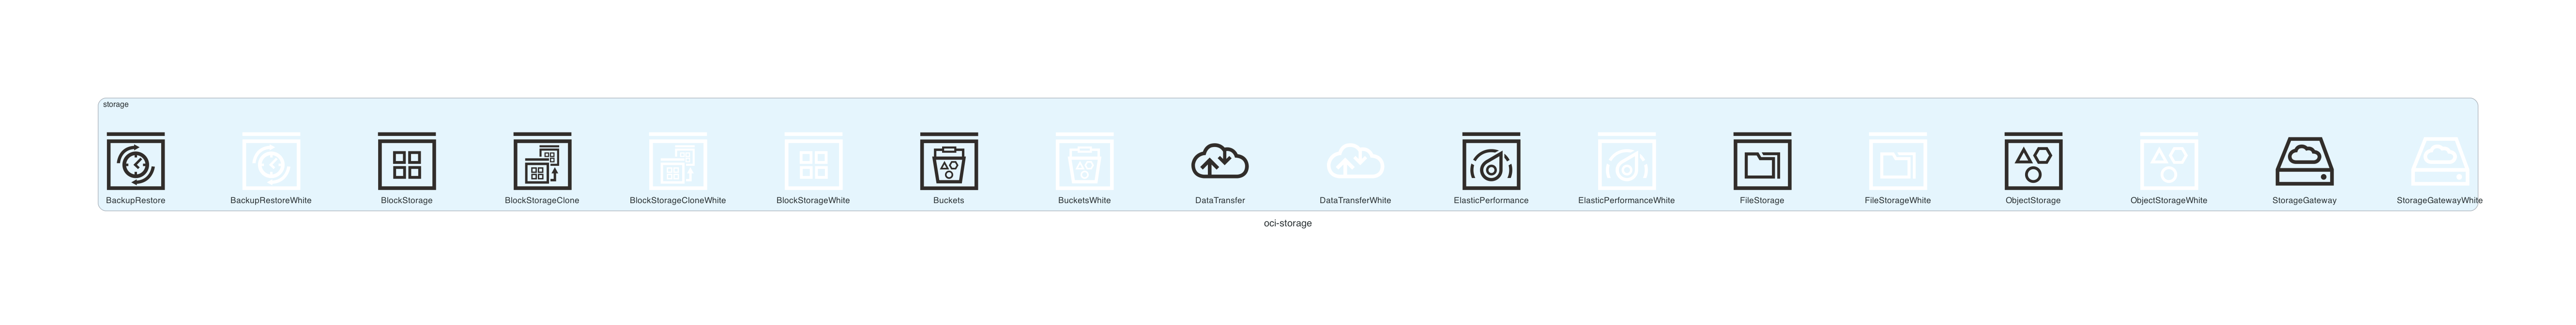 storage
BackupRestore
BackupRestoreWhite
BlockStorage
BlockStorageClone
BlockStorageCloneWhite
BlockStorageWhite
Buckets
BucketsWhite
DataTransfer
DataTransferWhite
ElasticPerformance
ElasticPerformanceWhite
FileStorage
FileStorageWhite
ObjectStorage
ObjectStorageWhite
StorageGateway
StorageGatewayWhite
oci-storage